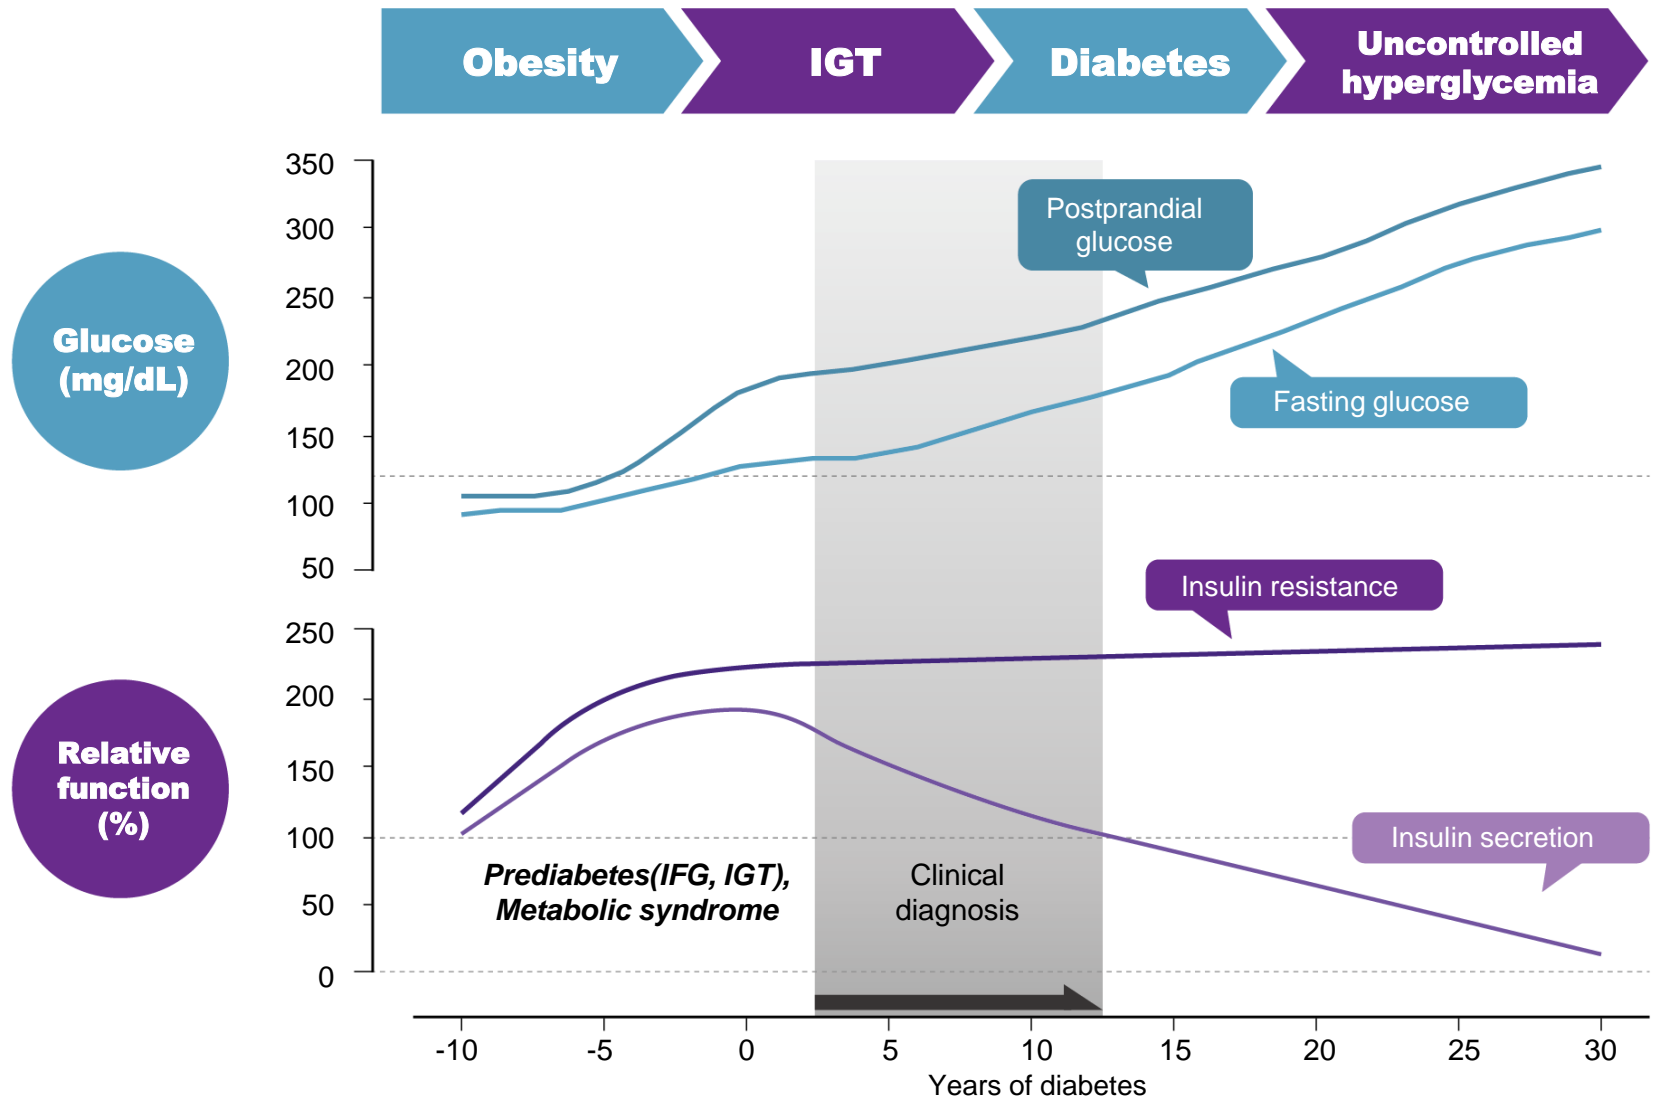 Obesity
IGT
Diabetes
Uncontrolled
hyperglycemia
Glucose
(mg/dL)
350
300
250
200
150
100
50
Postprandial
glucose
Fasting glucose
Relative
function
(%)
250
200
150
100
50
0
Insulin resistance
Insulin secretion
Prediabetes(IFG, IGT),
Metabolic syndrome
Clinical
diagnosis
-10 -5 0 5 10 15 20 25 30
Years of diabetes